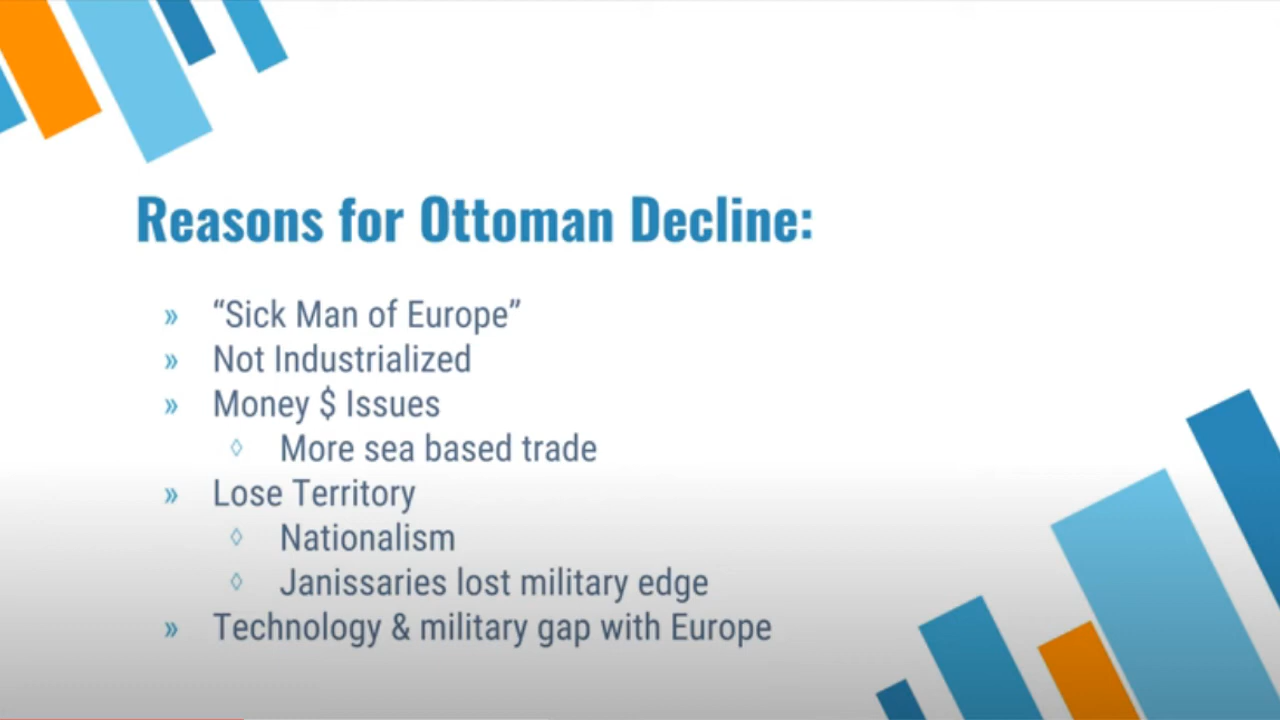 Reasons for Ottoman Decline:
» “Sick Man of Europe”
» Not Industrialized
» Money $ Issues
◊ More sea based trade
» Lose Territory
◊ Nationalism
◊ Janissaries lost military edge
» Technology & military gap with Europe